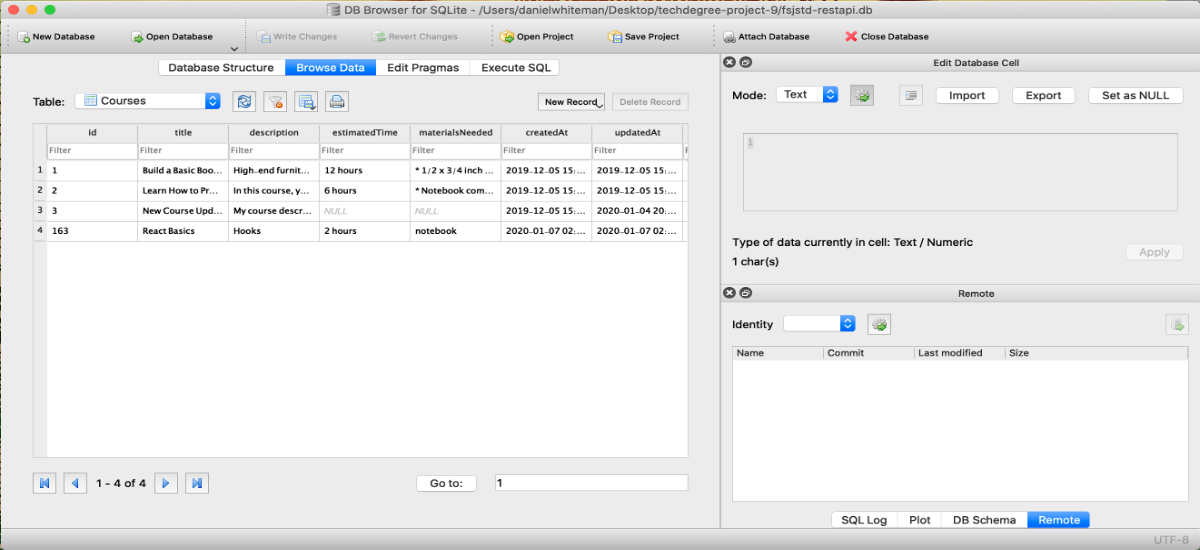 DB Browser for SQLite - /Users/danielwhiteman/Desktop/techdegree-project-9/fsjstd-restapi.db
New Database Open Database Write Changes Revert Changes Open Project Save Project Attach Database Close Database
Database Structure Browse Data Edit Pragmas Execute SQL
Table: Courses New Record Delete Record
id title description estimatedTime materialsNeeded createdAt updatedAt
Filter Filter Filter Filter Filter Filter Filter
1 1 Build a Basic Boo... High-end furnit... 12 hours * 1/2 x 3/4 inch ... 2019-12-05 15:... 2019-12-05 15:...
2 2 Learn How to Pr... In this course, y... 6 hours * Notebook com... 2019-12-05 15:... 2019-12-05 15:...
3 3 New Course Upd... My course descr... NULL NULL 2019-12-05 15:... 2020-01-04 20:...
4 163 React Basics Hooks 2 hours notebook 2020-01-07 02:... 2020-01-07 02:...
1 - 4 of 4 Go to: 1
Edit Database Cell
Mode: Text Import Export Set as NULL
1
Type of data currently in cell: Text / Numeric
1 char(s)
Apply
Remote
Identity
Name Commit Last modified Size
SQL Log Plot DB Schema Remote
UTF-8